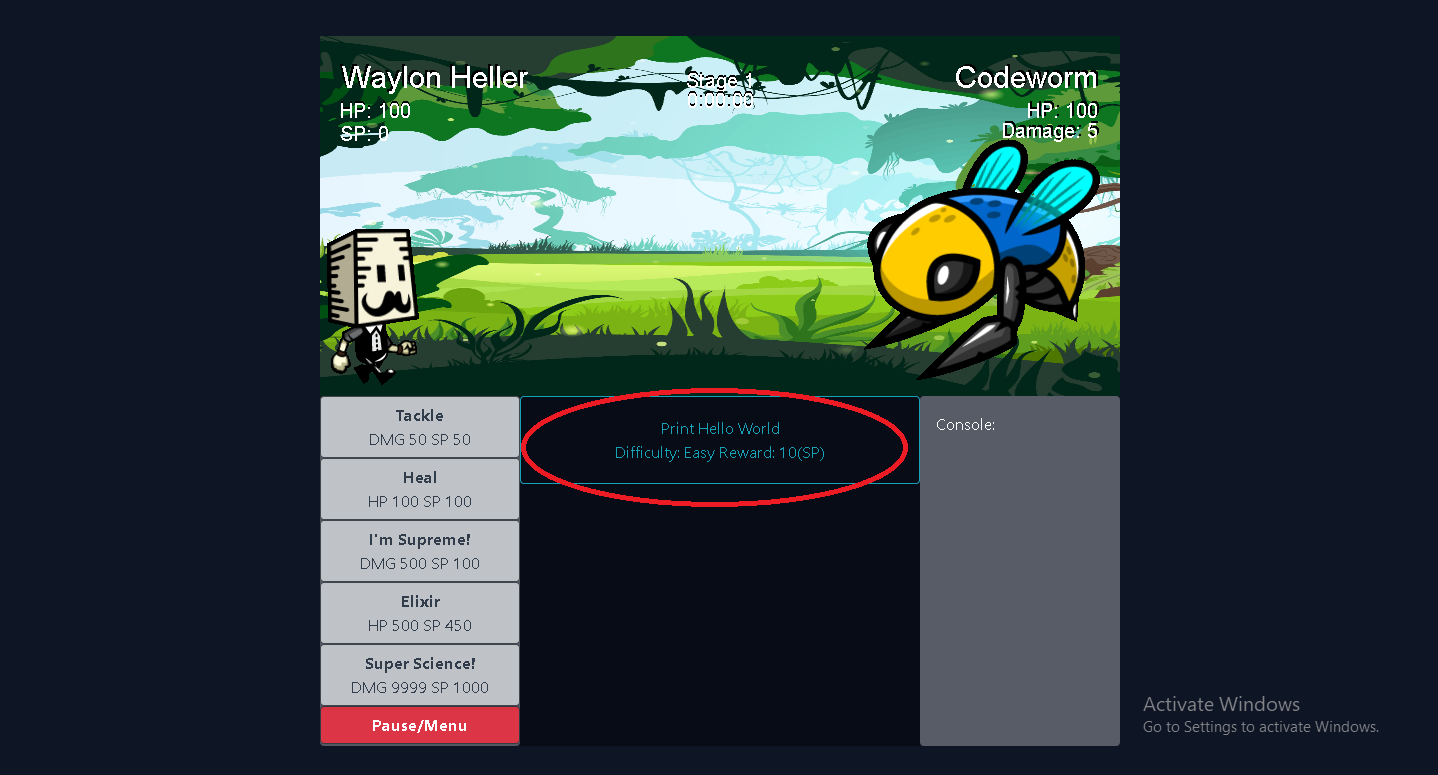 Waylon Heller
HP: 100
SP: 0
Stage 1
0:00:08
Codeworm
HP: 100
Damage: 5
Tackle
DMG 50 SP 50
Heal
HP 100 SP 100
I'm Supreme!
DMG 500 SP 100
Elixir
HP 500 SP 450
Super Science!
DMG 9999 SP 1000
Pause/Menu
Print Hello World
Difficulty: Easy Reward: 10(SP)
Console:
Activate Windows
Go to Settings to activate Windows.